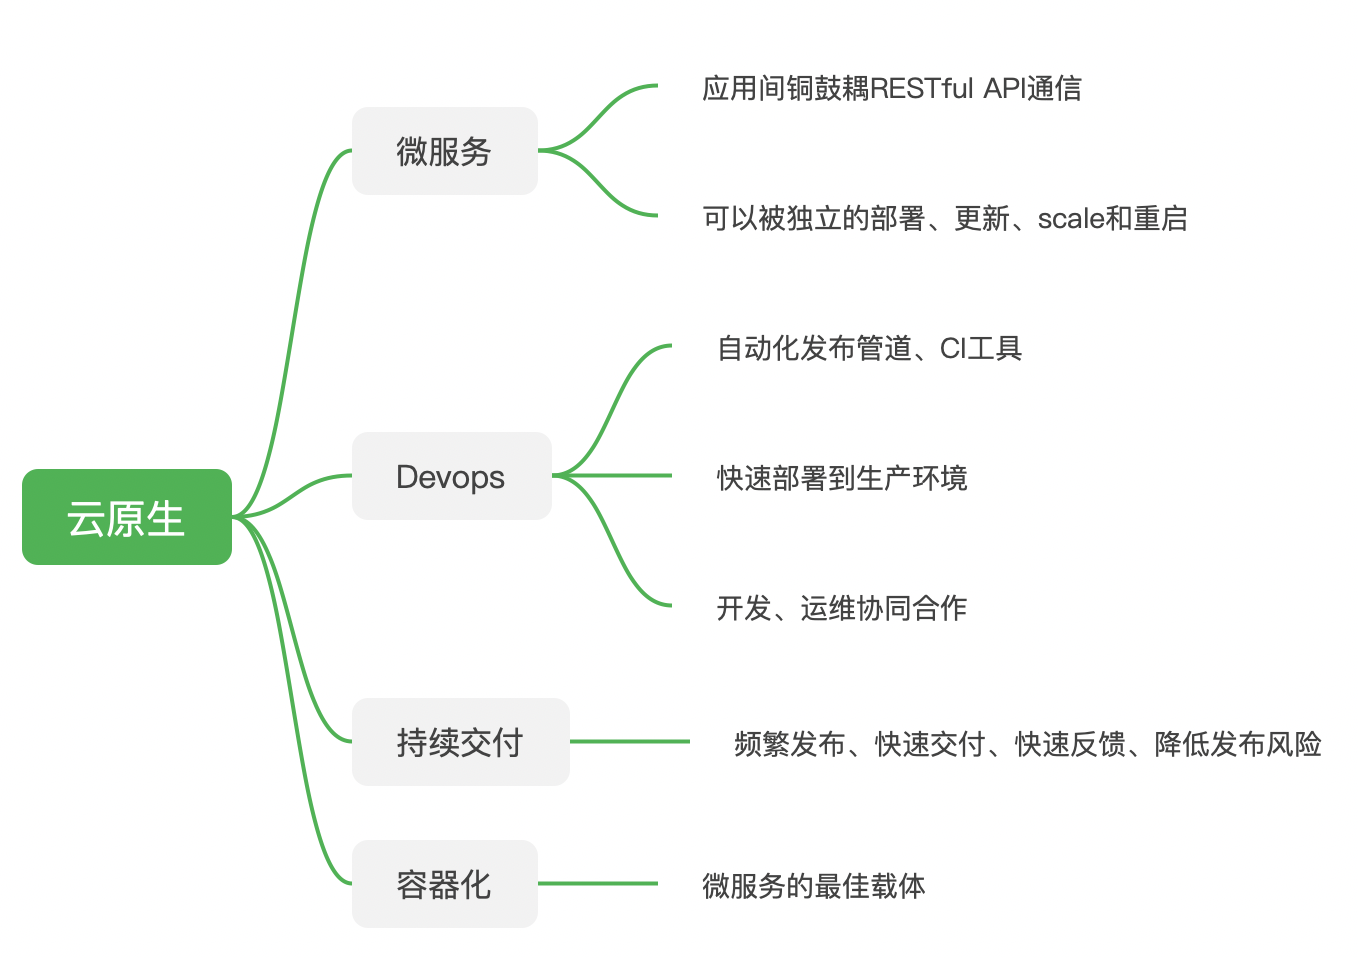 云原生
微服务
应用间铜鼓耦RESTful API通信
可以被独立的部署、更新、scale和重启
Devops
自动化发布管道、CI工具
快速部署到生产环境
开发、运维协同合作
持续交付
频繁发布、快速交付、快速反馈、降低发布风险
容器化
微服务的最佳载体